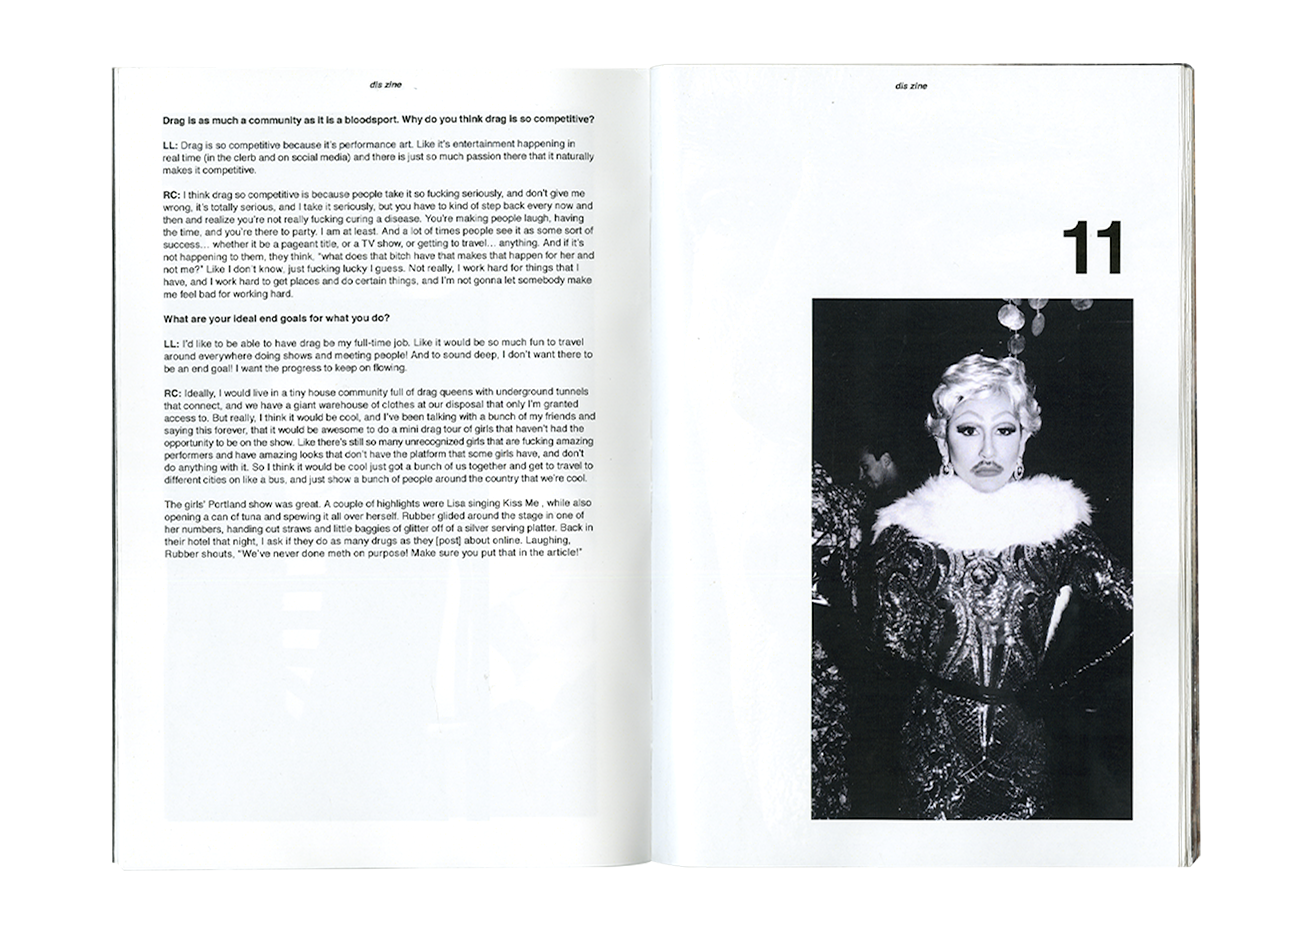 dis zine
Drag is as much a community as it is a bloodsport. Why do you think drag is so competitive?
LL: Drag is so competitive because it's performance art. Like it's entertainment happening in
real time (in the clerb and on social media) and there is just so much passion there that it naturally
makes it competitive.
RC: I think drag so competitive is because people take it so fucking seriously, and don't give me
wrong, it's totally serious, and I take it seriously, but you have to kind of step back every now and
then and realize you're not really fucking curing a disease. You're making people laugh, having
the time, and you're there to party. I am at least. And a lot of times people see it as some sort of
success... whether it be a pageant title, or a TV show, or getting to travel... anything. And if it's
not happening to them, they think, "what does that bitch have that makes that happen for her and
not me?" Like I don't know, just fucking lucky I guess. Not really, I work hard for things that I
have, and I work hard to get places and do certain things, and I'm not gonna let somebody make
me feel bad for working hard.
What are your ideal end goals for what you do?
LL: I'd like to be able to have drag be my full-time job. Like it would be so much fun to travel
around everywhere doing shows and meeting people! And to sound deep, I don't want there to
be an end goal! I want the progress to keep on flowing.
RC: Ideally, I would live in a tiny house community full of drag queens with underground tunnels
that connect, and we have a giant warehouse of clothes at our disposal that only I'm granted
access to. But really, I think it would be cool, and I've been talking with a bunch of my friends and
saying this forever, that it would be awesome to do a mini drag tour of girls that haven't had the
opportunity to be on the show. Like there's still so many unrecognized girls that are fucking amazing
performers and have amazing looks that don't have the platform that some girls have, and don't
do anything with it. So I think it would be cool just got a bunch of us together and get to travel to
different cities on like a bus, and just show a bunch of people around the country that we're cool.
The girls' Portland show was great. A couple of highlights were Lisa singing Kiss Me , while also
opening a can of tuna and spewing it all over herself. Rubber glided around the stage in one of
her numbers, handing out straws and little baggies of glitter off of a silver serving platter. Back in
their hotel that night, I ask if they do as many drugs as they [post] about online. Laughing,
Rubber shouts, "We've never done meth on purpose! Make sure you put that in the article!"
dis zine
11